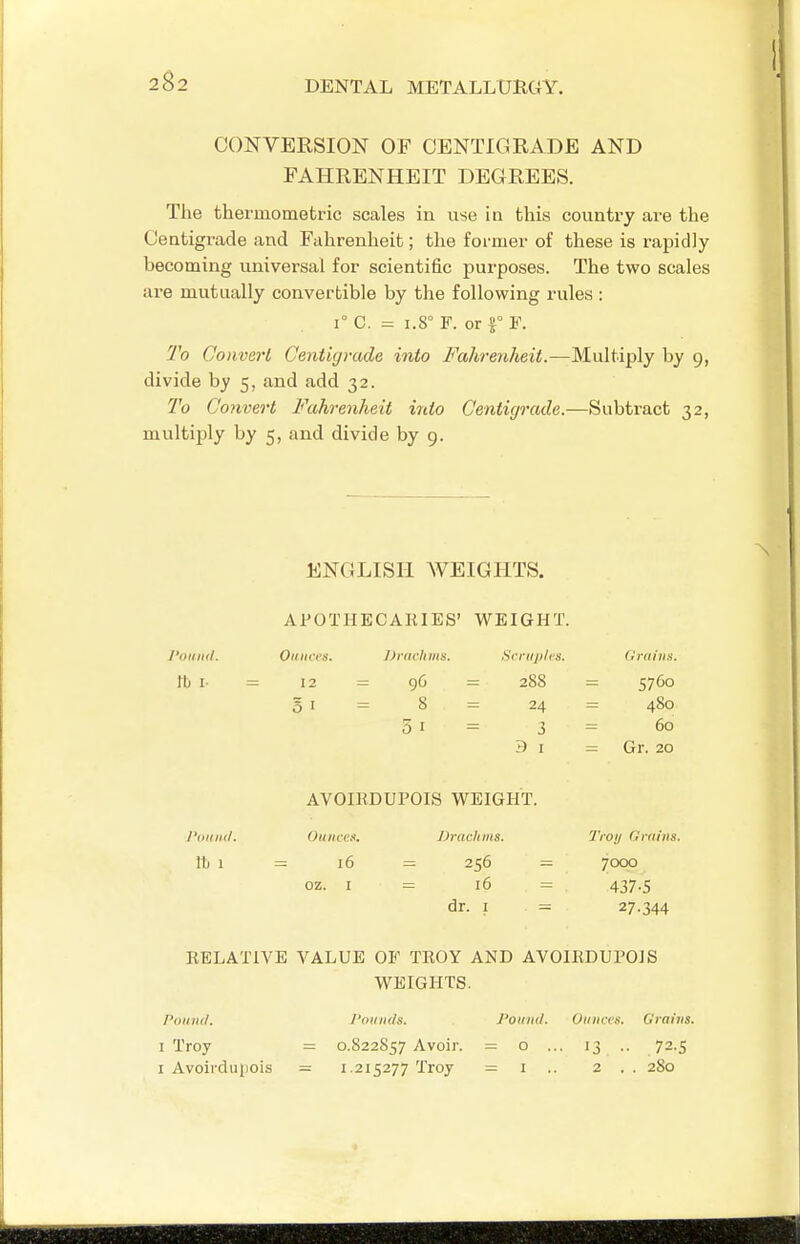 282 DENTAL METALLURGY.
CONVERSION OF CENTIGRADE AND
FAHRENHEIT DEGREES.
The thermometric scales in use in this country are the
Centigrade and Fahrenheit; the former of these is rapidly
becoming universal for scientific purposes. The two scales
are mutually convertible by the following rules :
1° C. = 1.8° F. or 9/5° F.
To Convert Centigrade into Fahrenheit.—Multiply by 9,
divide by 5, and add 32.
To Convert Fahrenheit into Centigrade.—Subtract 32,
multiply by 5, and divide by 9.
ENGLISH WEIGHTS.
APOTHECARIES' WEIGHT.
Pound. Ounces. Drachms. Scruples. Grains.
℔ 1 = 12 = 96 = 288 = 5760
℥ 1 = 8 = 24 = 480
ʒ 1 = 3 = 60
℈ 1 = Gr. 20
AVOIRDUPOIS WEIGHT.
Pound. Ounces. Drachms. Troy Grains.
℔ 1 = 16 = 256 = 7000
oz. 1 = 16 = 437.5
dr. 1 = 27.344
RELATIVE VALUE OF TROY AND AVOIRDUPOIS
WEIGHTS.
Pound. Pounds. Pound. Ounces. Grains.
1 Troy = 0.822857 Avoir. = 0 ... 13 .. 72.5
1 Avoirdupois = 1.215277 Troy = 1 .. 2 .. 280